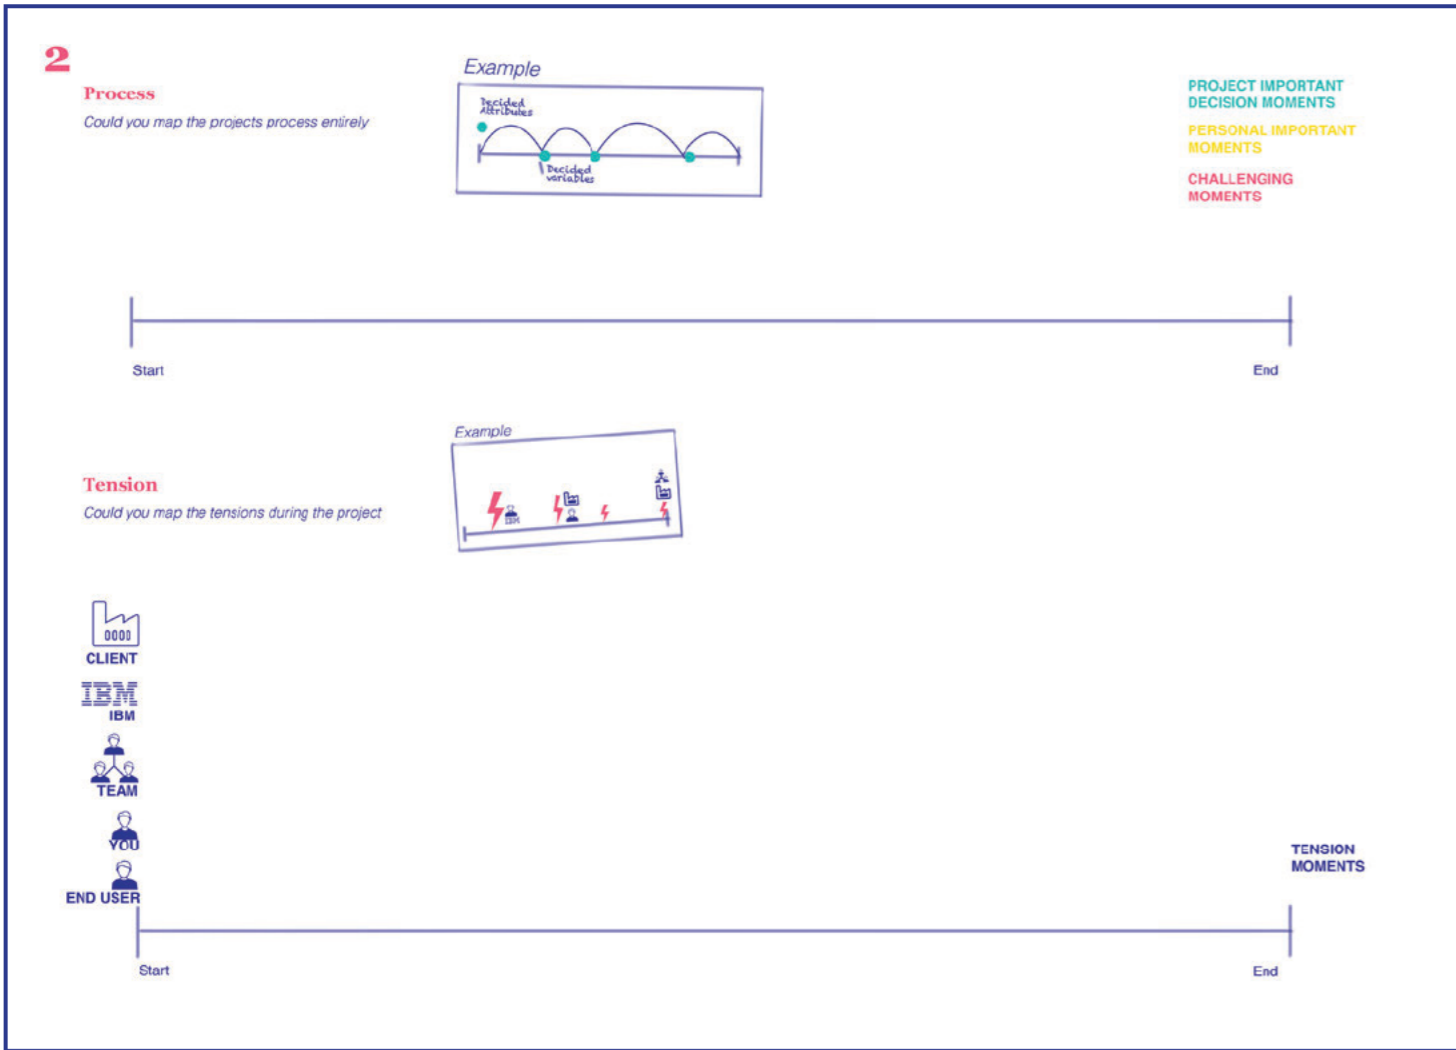 2
Process
Could you map the projects process entirely
Example
Decided
Attributes
Decided
variables
PROJECT IMPORTANT
DECISION MOMENTS
PERSONAL IMPORTANT
MOMENTS
CHALLENGING
MOMENTS
Start
End
Tension
Could you map the tensions during the project
Example
IBM
0000
CLIENT
IBM
IBM
TEAM
YOU
END USER
TENSION
MOMENTS
Start
End